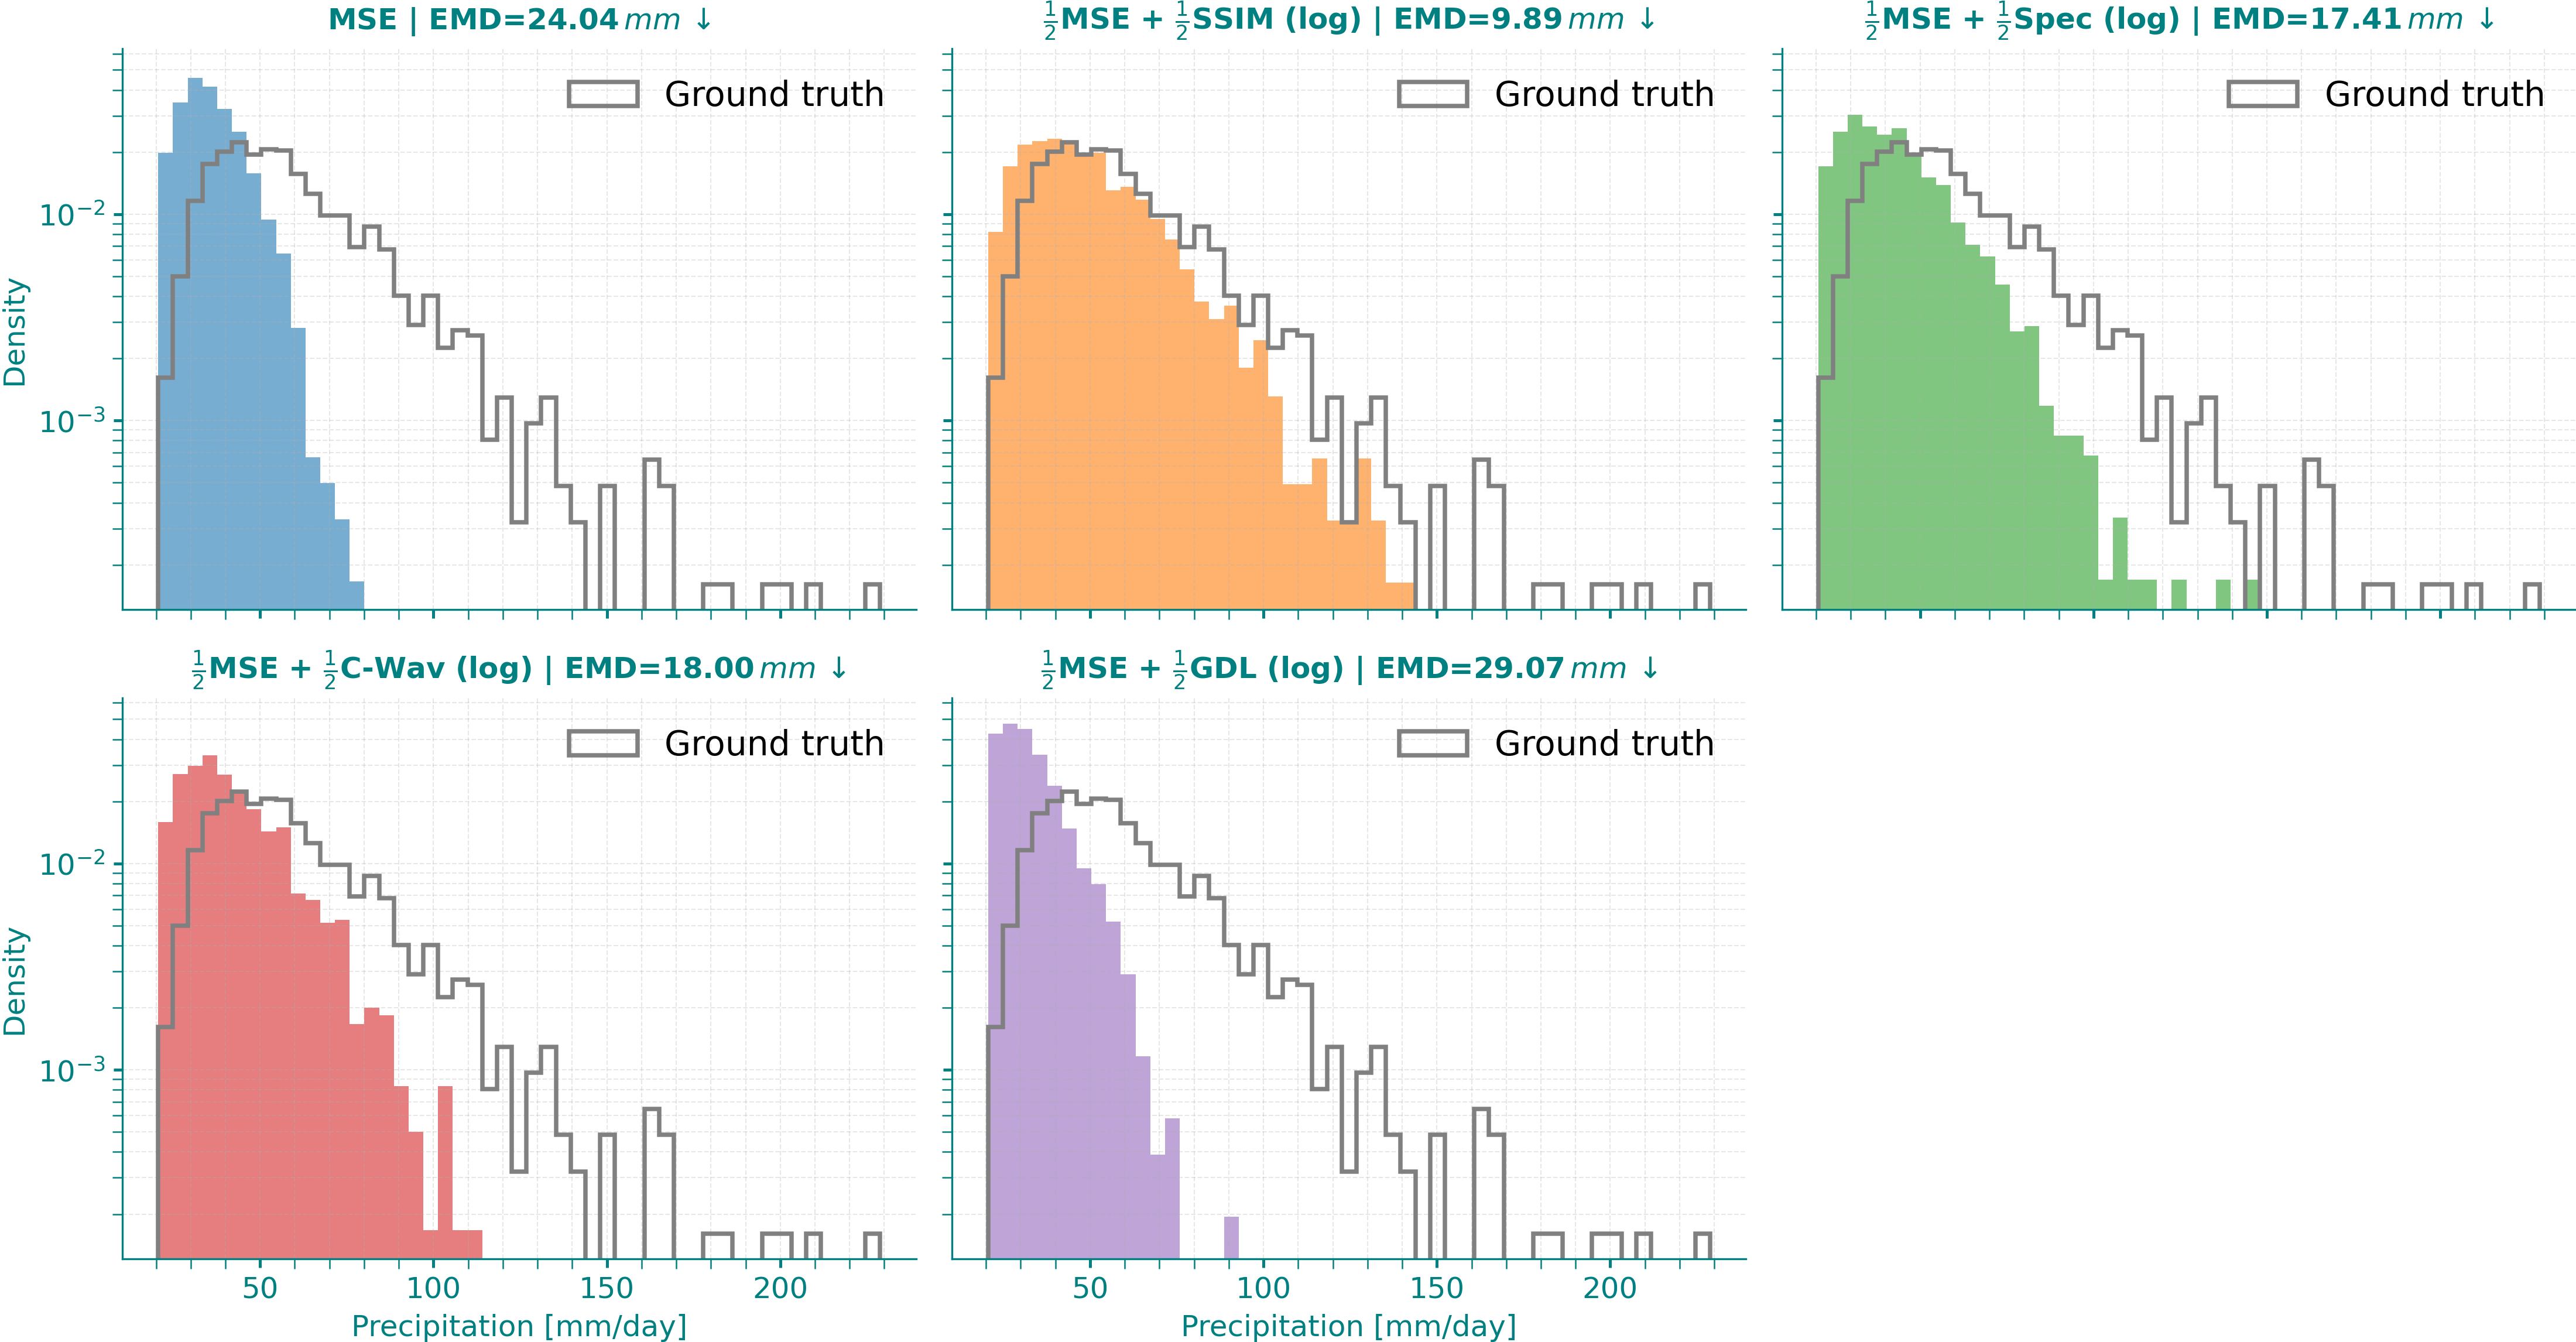 MSE | EMD=24.04 mm ↓
½MSE + ½SSIM (log) | EMD=9.89 mm ↓
½MSE + ½Spec (log) | EMD=17.41 mm ↓
Ground truth
Ground truth
Ground truth
Density
10⁻²
10⁻³
½MSE + ½C-Wav (log) | EMD=18.00 mm ↓
½MSE + ½GDL (log) | EMD=29.07 mm ↓
Ground truth
Ground truth
Density
10⁻²
10⁻³
50 100 150 200
50 100 150 200
Precipitation [mm/day]
Precipitation [mm/day]